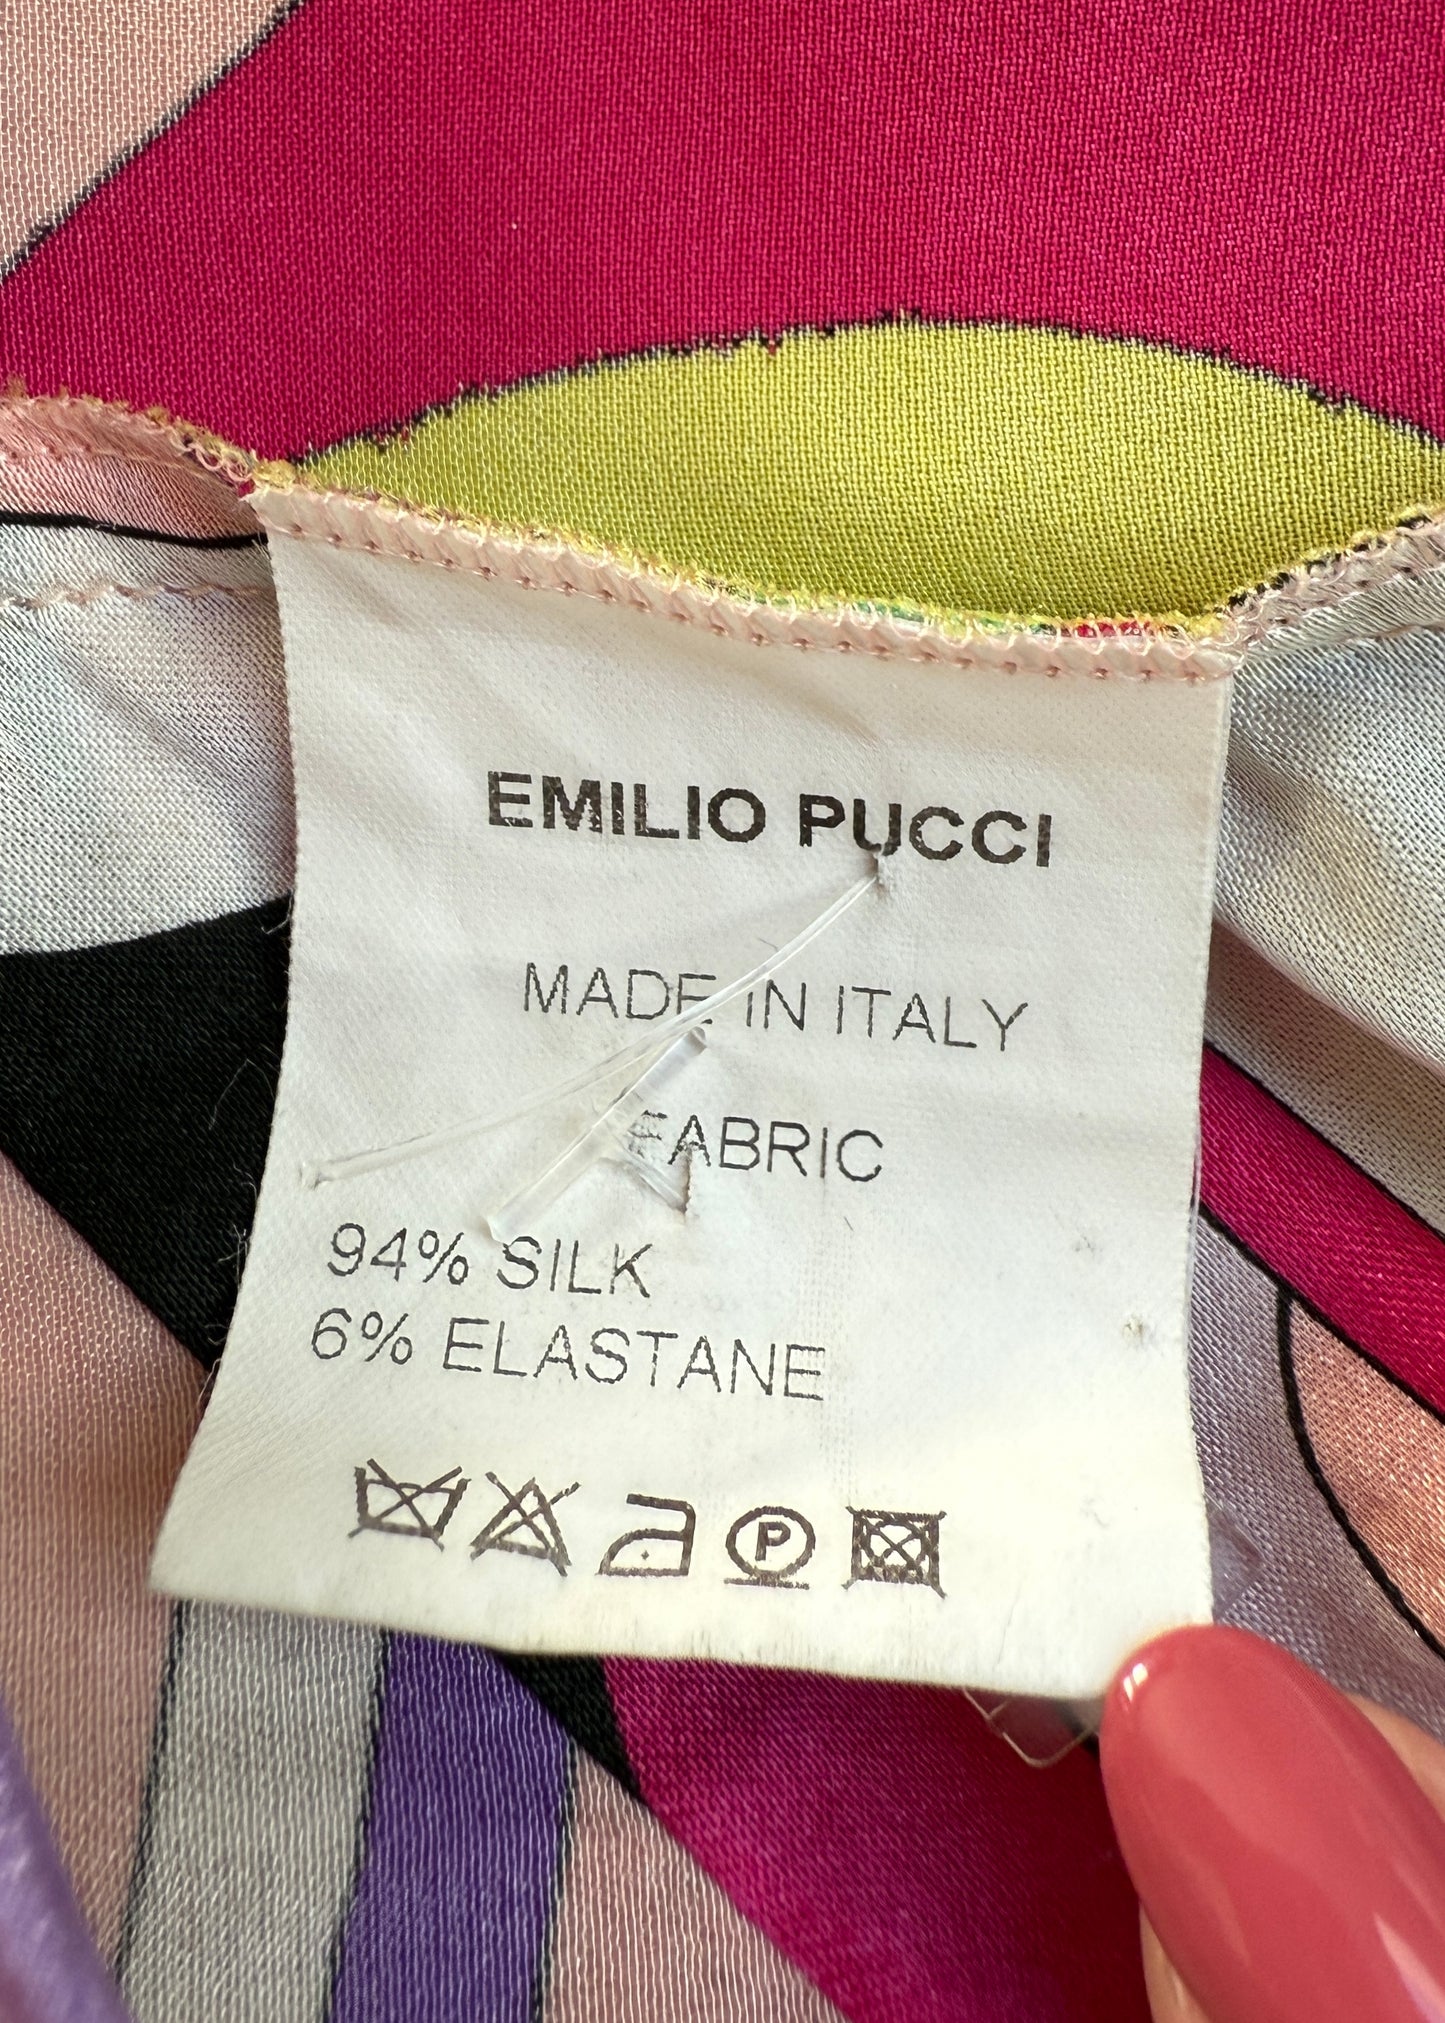 EMILIO PUCCI
MADE IN ITALY
FABRIC
94% SILK
6% ELASTANE
P